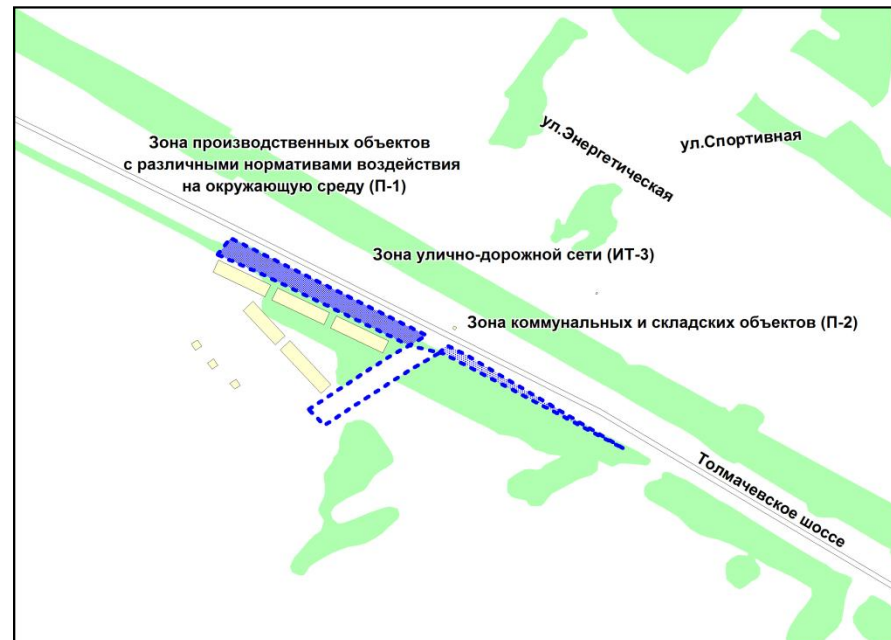 ул.Энергетическая
ул.Спортивная
Зона производственных объектов
с различными нормативами воздействия
на окружающую среду (П-1)
Зона улично-дорожной сети (ИТ-3)
Зона коммунальных и складских объектов (П-2)
Толмачевское шоссе